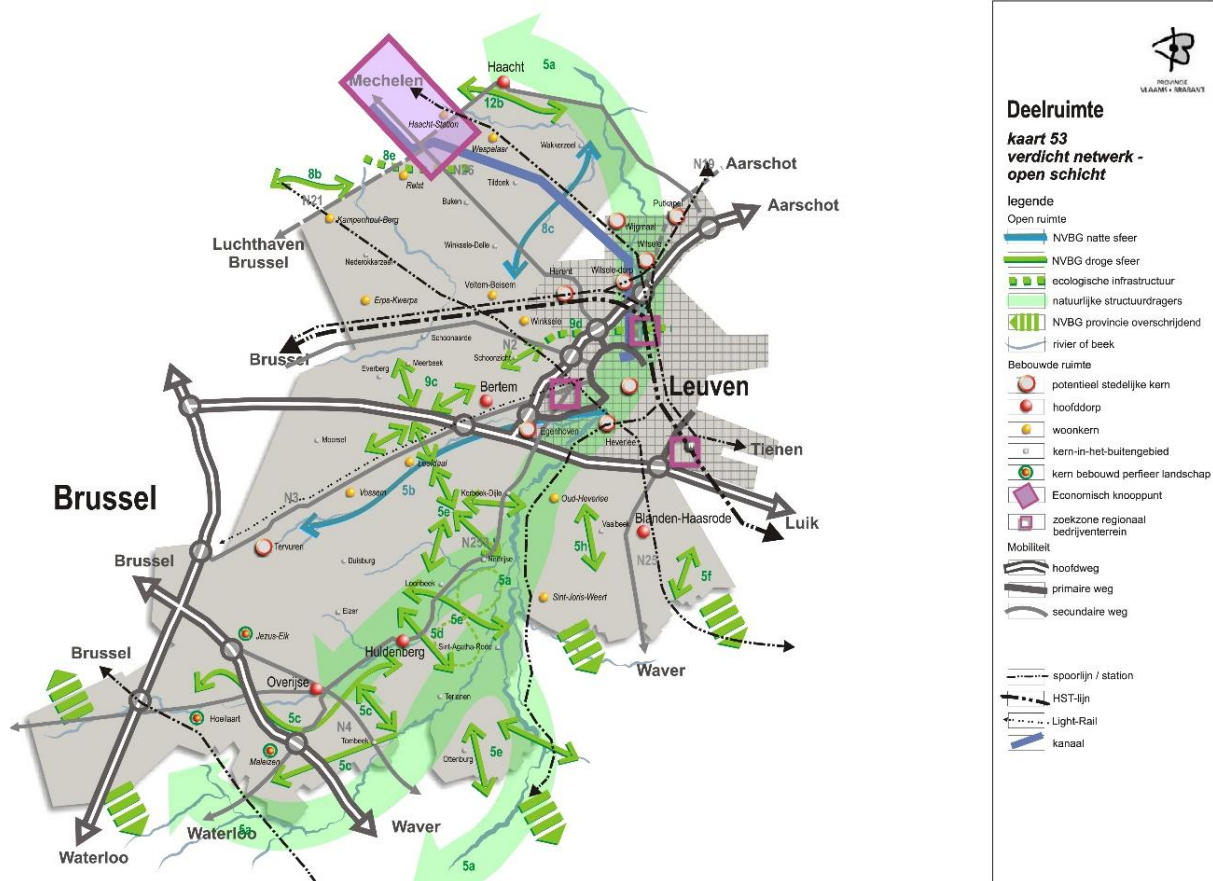 Haacht
5a
Mechelen
12b
Haacht-Station
Wespelaar
Wakkerzeel
8e
N26
8b
Relst
Tildonk
N19
Aarschot
N21
Buken
Putkapel
Aarschot
Kampenhout-Berg
8c
Wijgmaal
Luchthaven
Brussel
Winksele-Delle
Wilsele
Nederokkerzeel
Herent
Wilsele-dorp
Erps-Kwerps
Veltem-Beisem
Winksele
9d
Schoonaarde
N2
Brussel
Schoonzicht
Everberg
Meerbeek
9c
Bertem
Leuven
Egenhoven
Heverlee
Moorsel
Tienen
Leefdaal
Brussel
N3
Vossem
5b
Korbeek-Dijle
Oud-Heverlee
Luik
5e
Vaalbeek
Blanden-Haasrode
Tervuren
N253
5h
Brussel
Duisburg
Neerijse
N25
5a
5f
Loonbeek
Eizer
5e
Sint-Joris-Weert
Jezus-Eik
5d
Huldenberg
Sint-Agatha-Rode
Brussel
Waver
Overijse
Terlanen
Hoeilaart
5c
5c
N4
Tombeek
Maleizen
5c
Ottenburg
5e
Waterloo
5a
Waver
Waterloo
5a
PROVINCIE
VLAAMS-BRABANT
Deelruimte
kaart 53
verdicht netwerk -
open schicht
legende
Open ruimte
NVBG natte sfeer
NVBG droge sfeer
ecologische infrastructuur
natuurlijke structuurdragers
NVBG provincie overschrijdend
rivier of beek
Bebouwde ruimte
potentieel stedelijke kern
hoofddorp
woonkern
kern-in-het-buitengebied
kern bebouwd perfieer landschap
Economisch knooppunt
zoekzone regionaal
bedrijventerrein
Mobiliteit
hoofdweg
primaire weg
secundaire weg
spoorlijn / station
HST-lijn
Light-Rail
kanaal